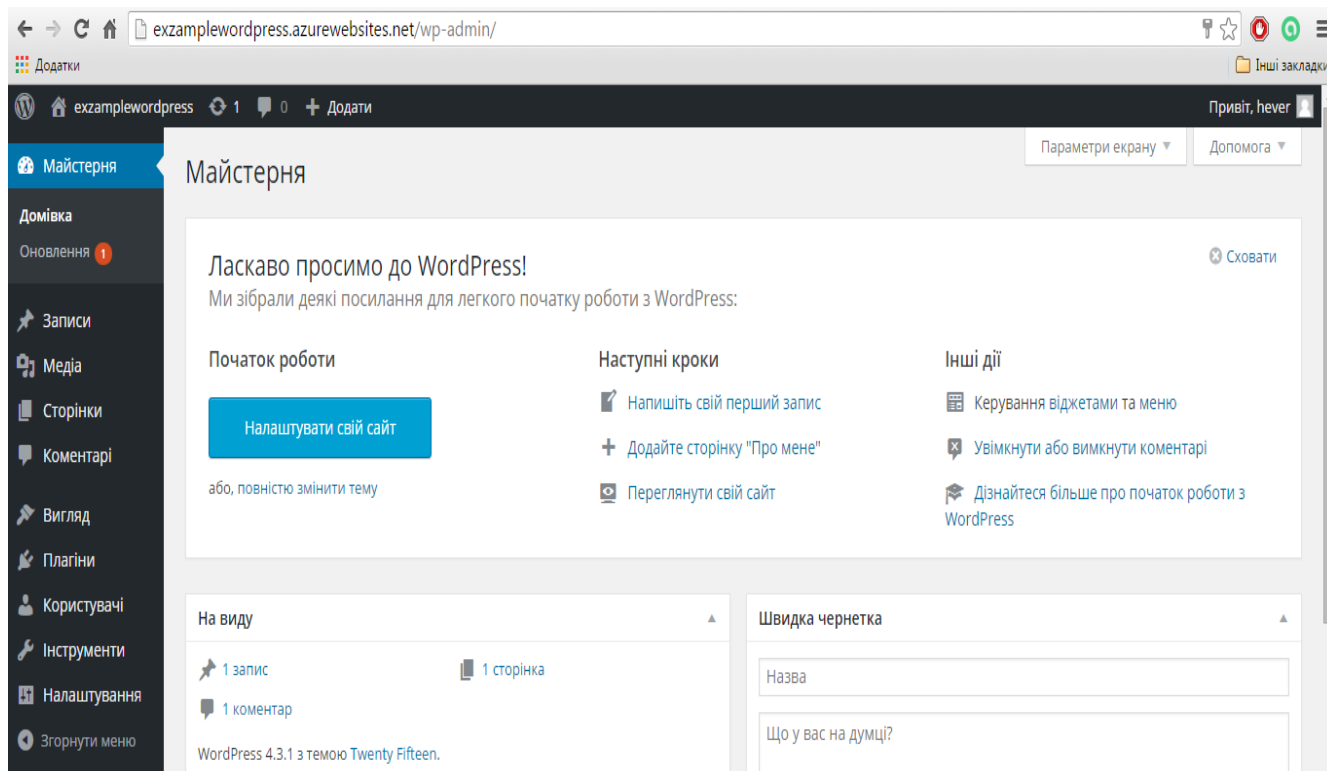 exzamplewordpress.azurewebsites.net/wp-admin/
Додатки
Інші закладки
exzamplewordpress 1 0 Додати
Привіт, hever
Майстерня
Домівка
Оновлення 1
Записи
Медіа
Сторінки
Коментарі
Вигляд
Плагіни
Користувачі
Інструменти
Налаштування
Згорнути меню
Параметри екрану
Допомога
Майстерня
Ласкаво просимо до WordPress!
Сховати
Ми зібрали деякі посилання для легкого початку роботи з WordPress:
Початок роботи
Налаштувати свій сайт
або, повністю змінити тему
Наступні кроки
Напишіть свій перший запис
Додайте сторінку "Про мене"
Переглянути свій сайт
Інші дії
Керування віджетами та меню
Увімкнути або вимкнути коментарі
Дізнайтеся більше про початок роботи з
WordPress
На виду
1 запис
1 сторінка
1 коментар
WordPress 4.3.1 з темою Twenty Fifteen.
Швидка чернетка
Назва
Що у вас на думці?